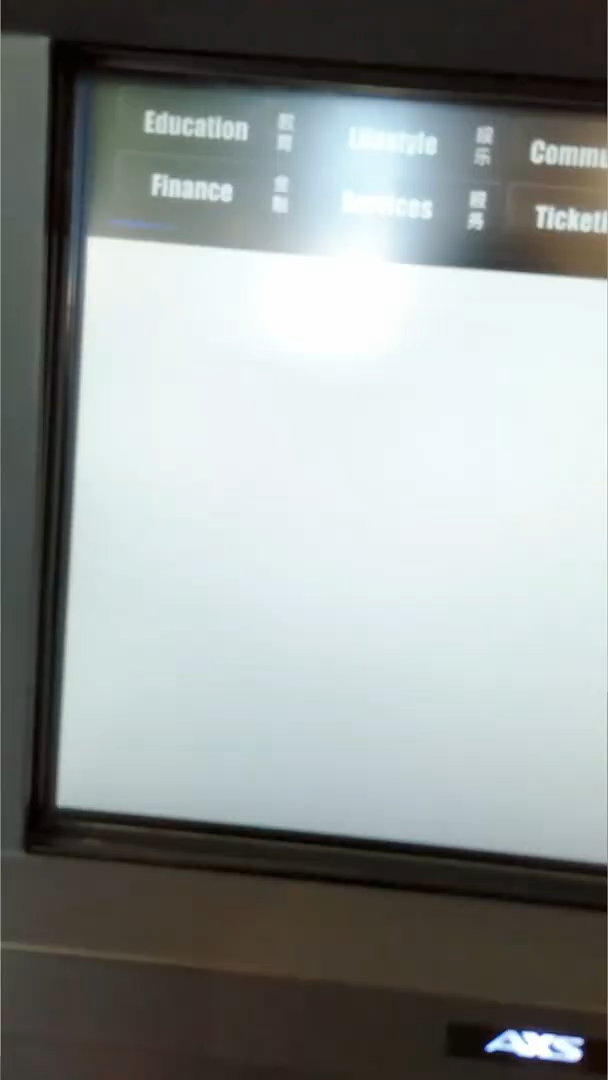 Education 教育 Lifestyle 娱乐 Commu
Finance 金融 Services 服务 Ticketi
AXS